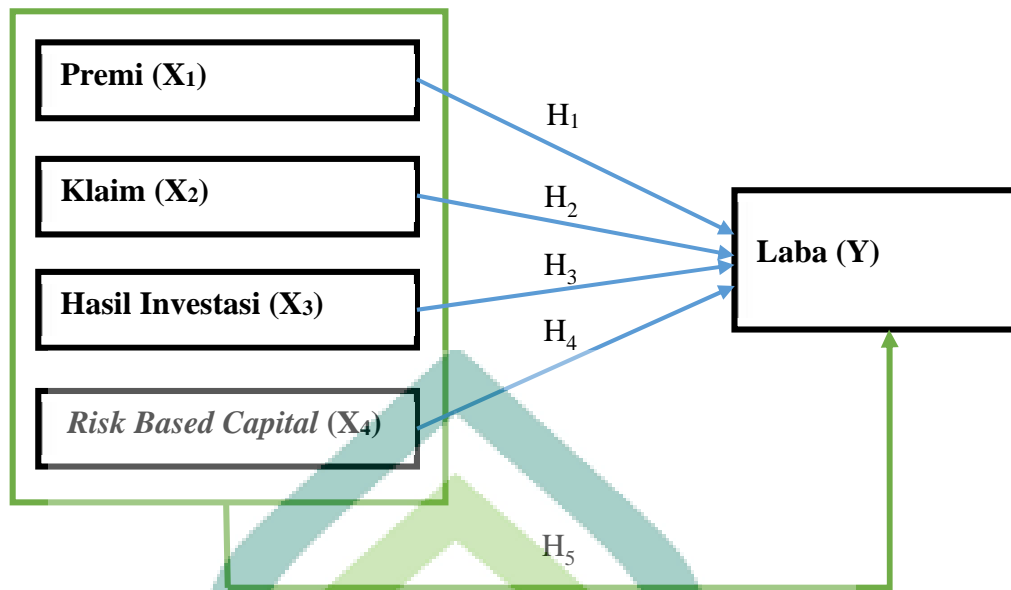 Premi (X₁)
H₁
Klaim (X₂)
H₂
Laba (Y)
H₃
Hasil Investasi (X₃)
H₄
Risk Based Capital (X₄)
H₅